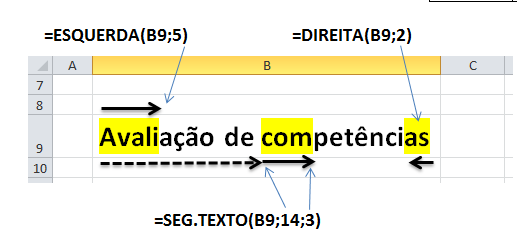 =ESQUERDA(B9;5) =DIREITA(B9;2)
A B C
7
8
9 Avaliação de competências
10
=SEG.TEXTO(B9;14;3)